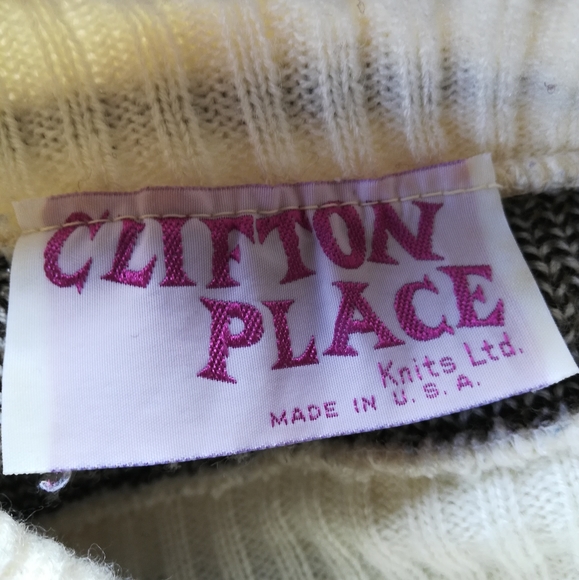 CLIFTON
PLACE
Knits Ltd.
MADE IN U.S.A.